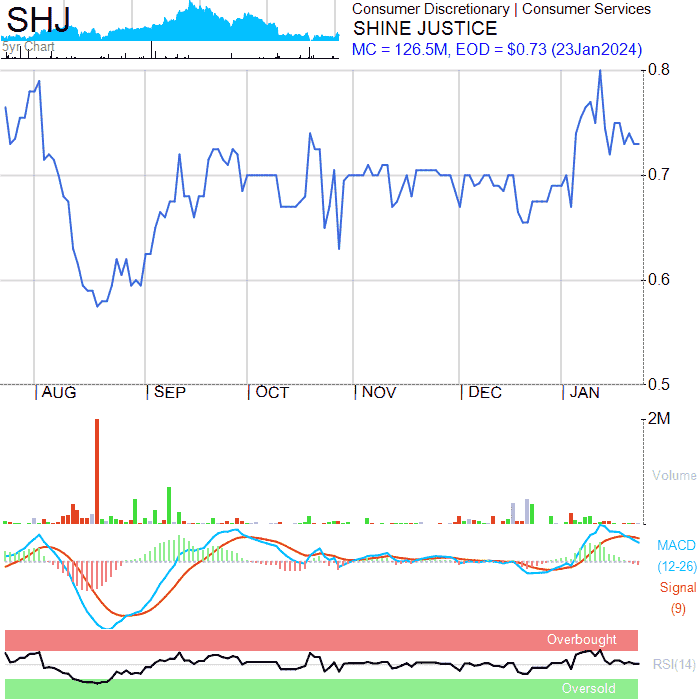 SHJ
5yr Chart
Consumer Discretionary | Consumer Services
SHINE JUSTICE
MC = 126.5M, EOD = $0.73 (23Jan2024)
0.8
0.7
0.6
0.5
AUG SEP OCT NOV DEC JAN
2M
Volume
MACD
(12-26)
Signal
(9)
Overbought
RSI(14)
Oversold